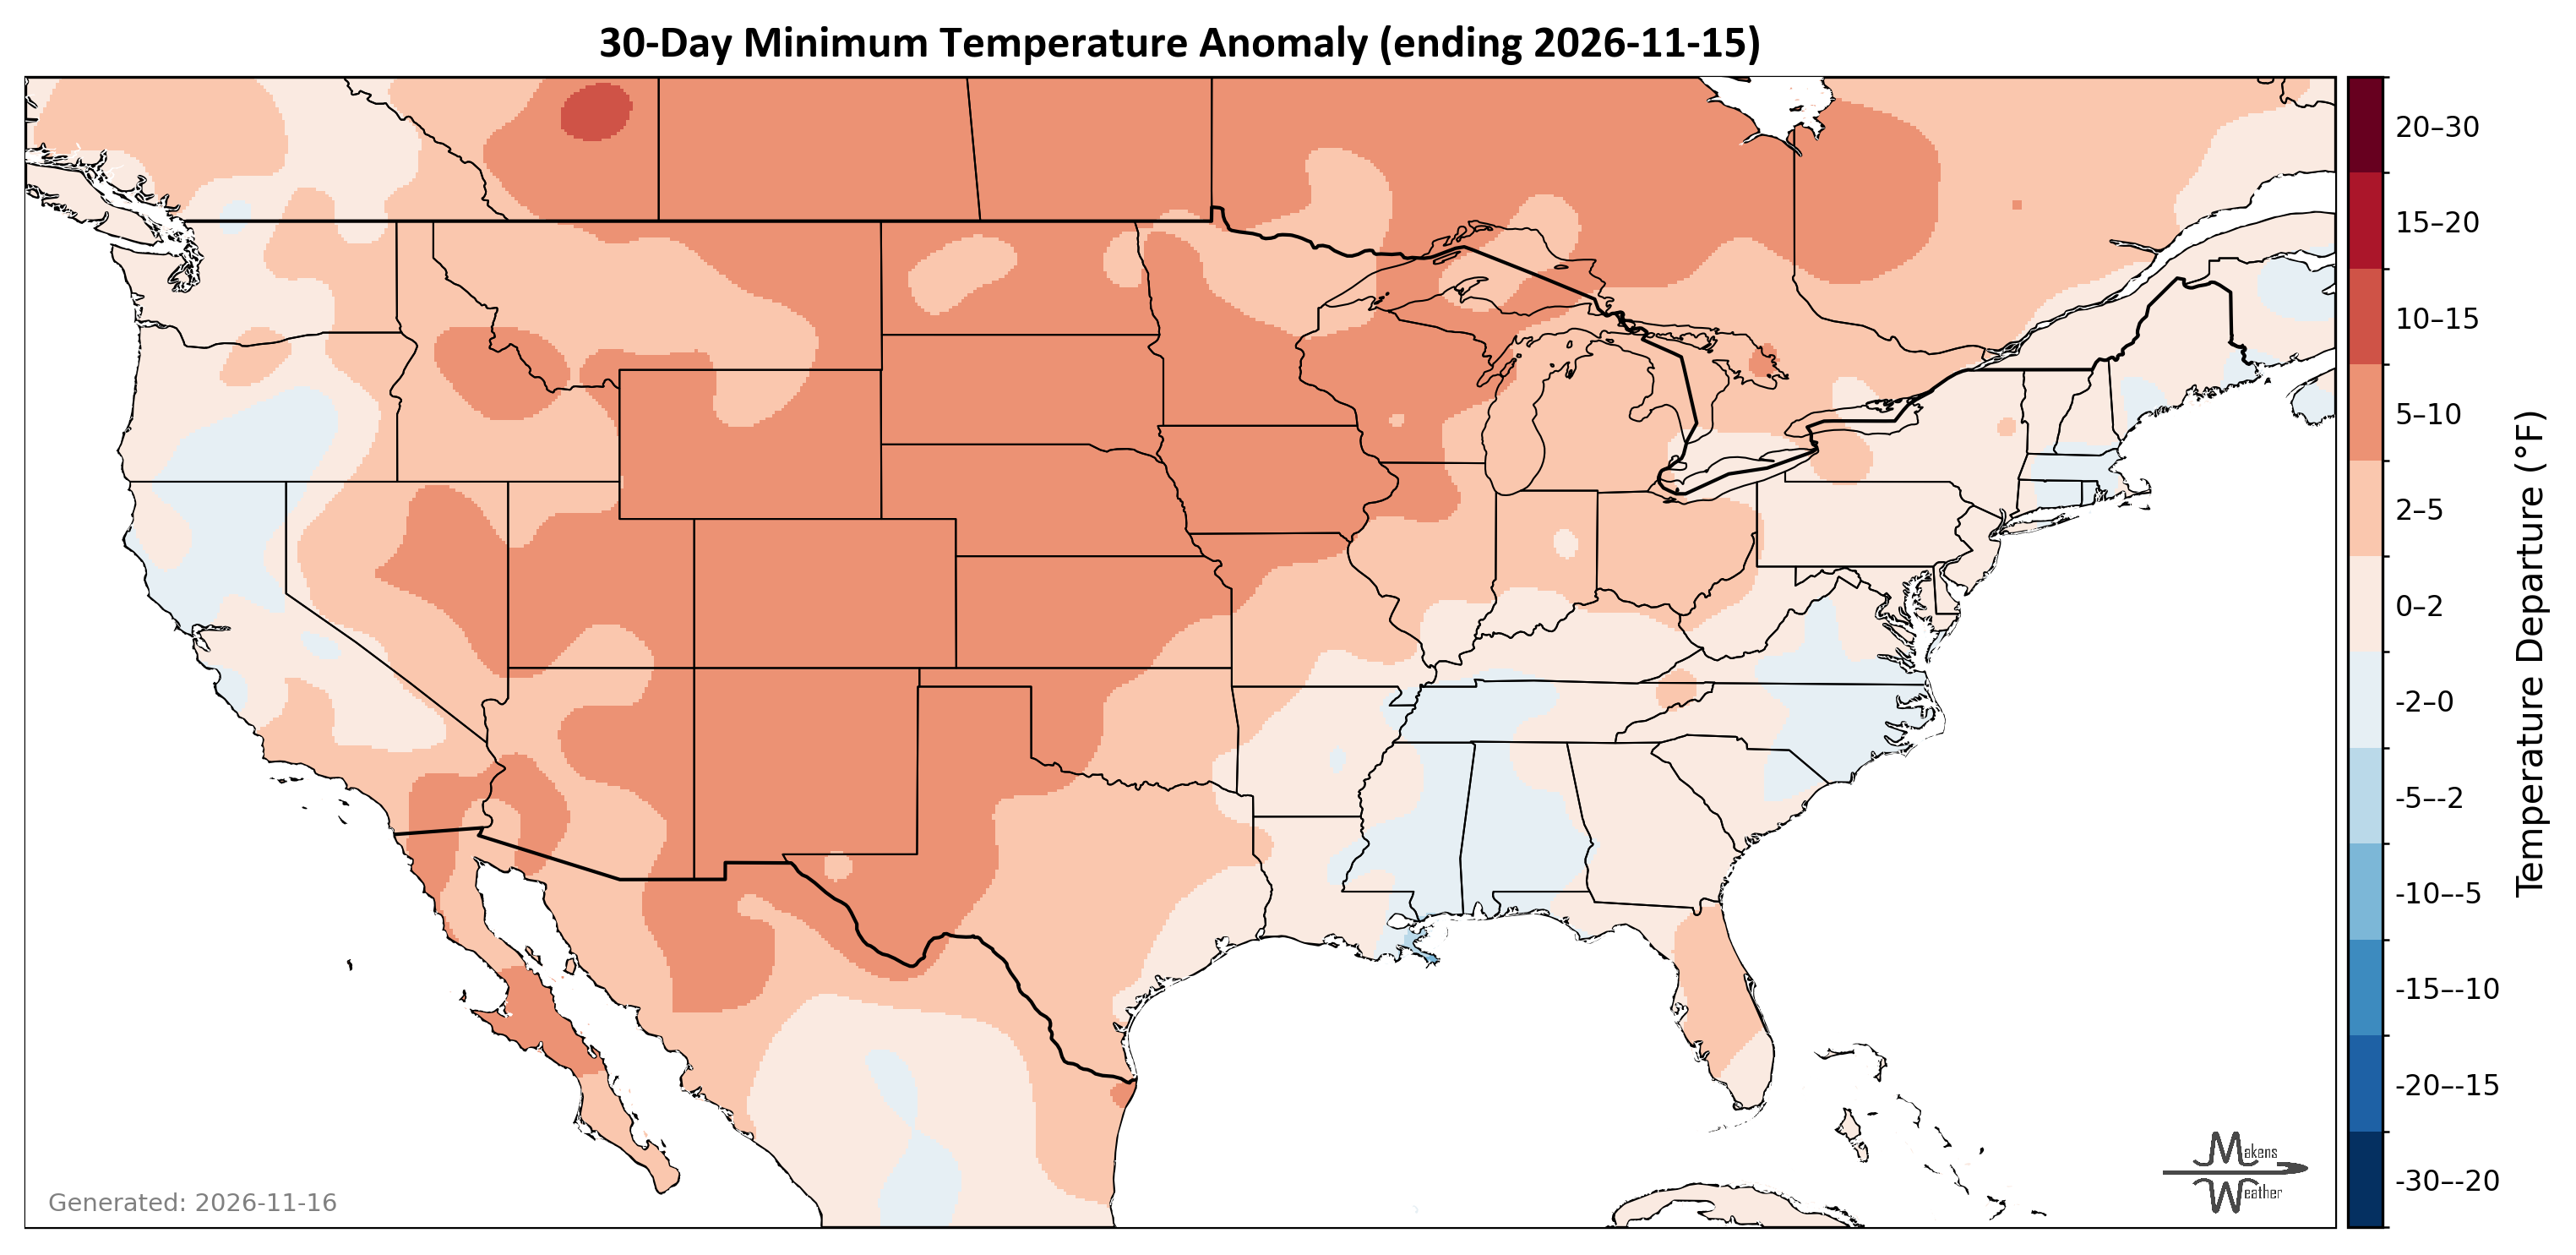 30-Day Minimum Temperature Anomaly (ending 2026-11-15)
20–30
15–20
10–15
5–10
2–5
0–2
-2–0
-5–-2
-10–-5
-15–-10
-20–-15
-30–-20
Temperature Departure (°F)
Makens
Weather
Generated: 2026-11-16